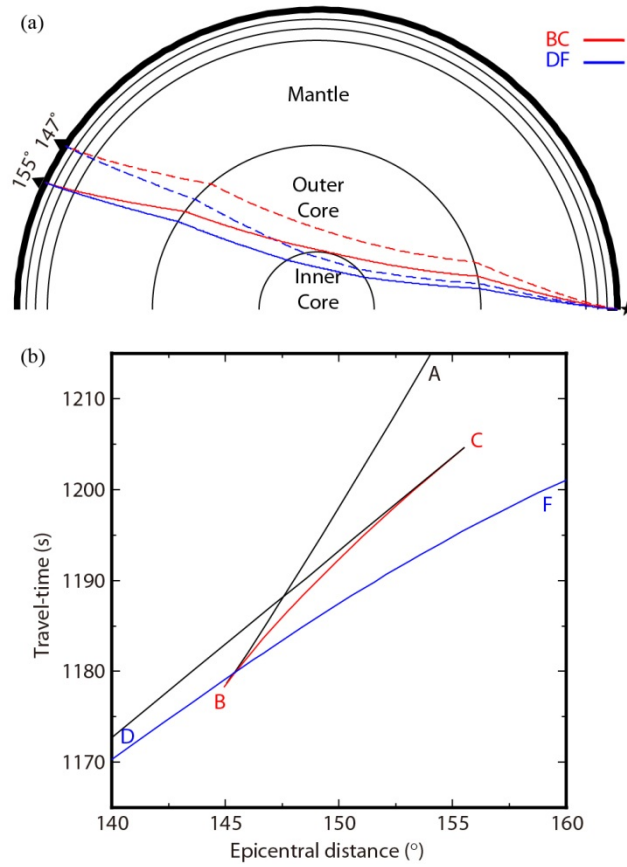 (a)
BC
DF
Mantle
147°
155°
Outer
Core
Inner
Core
(b)
1210
1200
1190
1180
1170
Travel-time (s)
A
C
F
B
D
140
145
150
155
160
Epicentral distance (°)